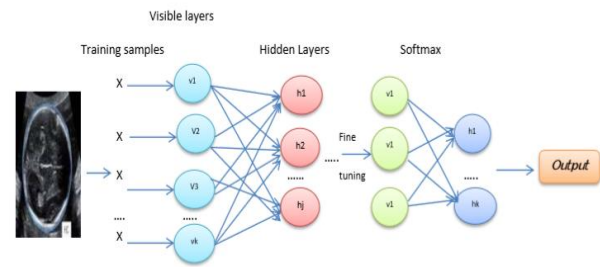 Visible layers
Training samples
Hidden Layers
Softmax
X
v1
h1
v1
X
V2
h2
Fine
v1
h1
.....
X
V3
......
tuning
.....
Output
....
.....
hj
v1
hk
X
vk